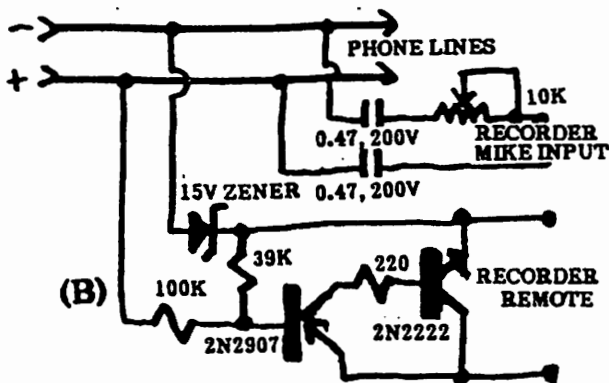 −
+
PHONE LINES
10K
0.47, 200V
RECORDER
MIKE INPUT
0.47, 200V
15V ZENER
39K
220
(B)
100K
RECORDER
REMOTE
2N2907
2N2222